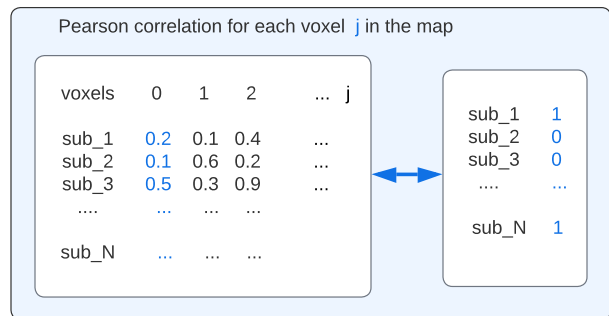 Pearson correlation for each voxel j in the map
voxels 0 1 2 ... j
sub_1 0.2 0.1 0.4 ...
sub_2 0.1 0.6 0.2 ...
sub_3 0.5 0.3 0.9 ...
.... ... ... ...
sub_N ... ... ...
sub_1 1
sub_2 0
sub_3 0
.... ...
sub_N 1